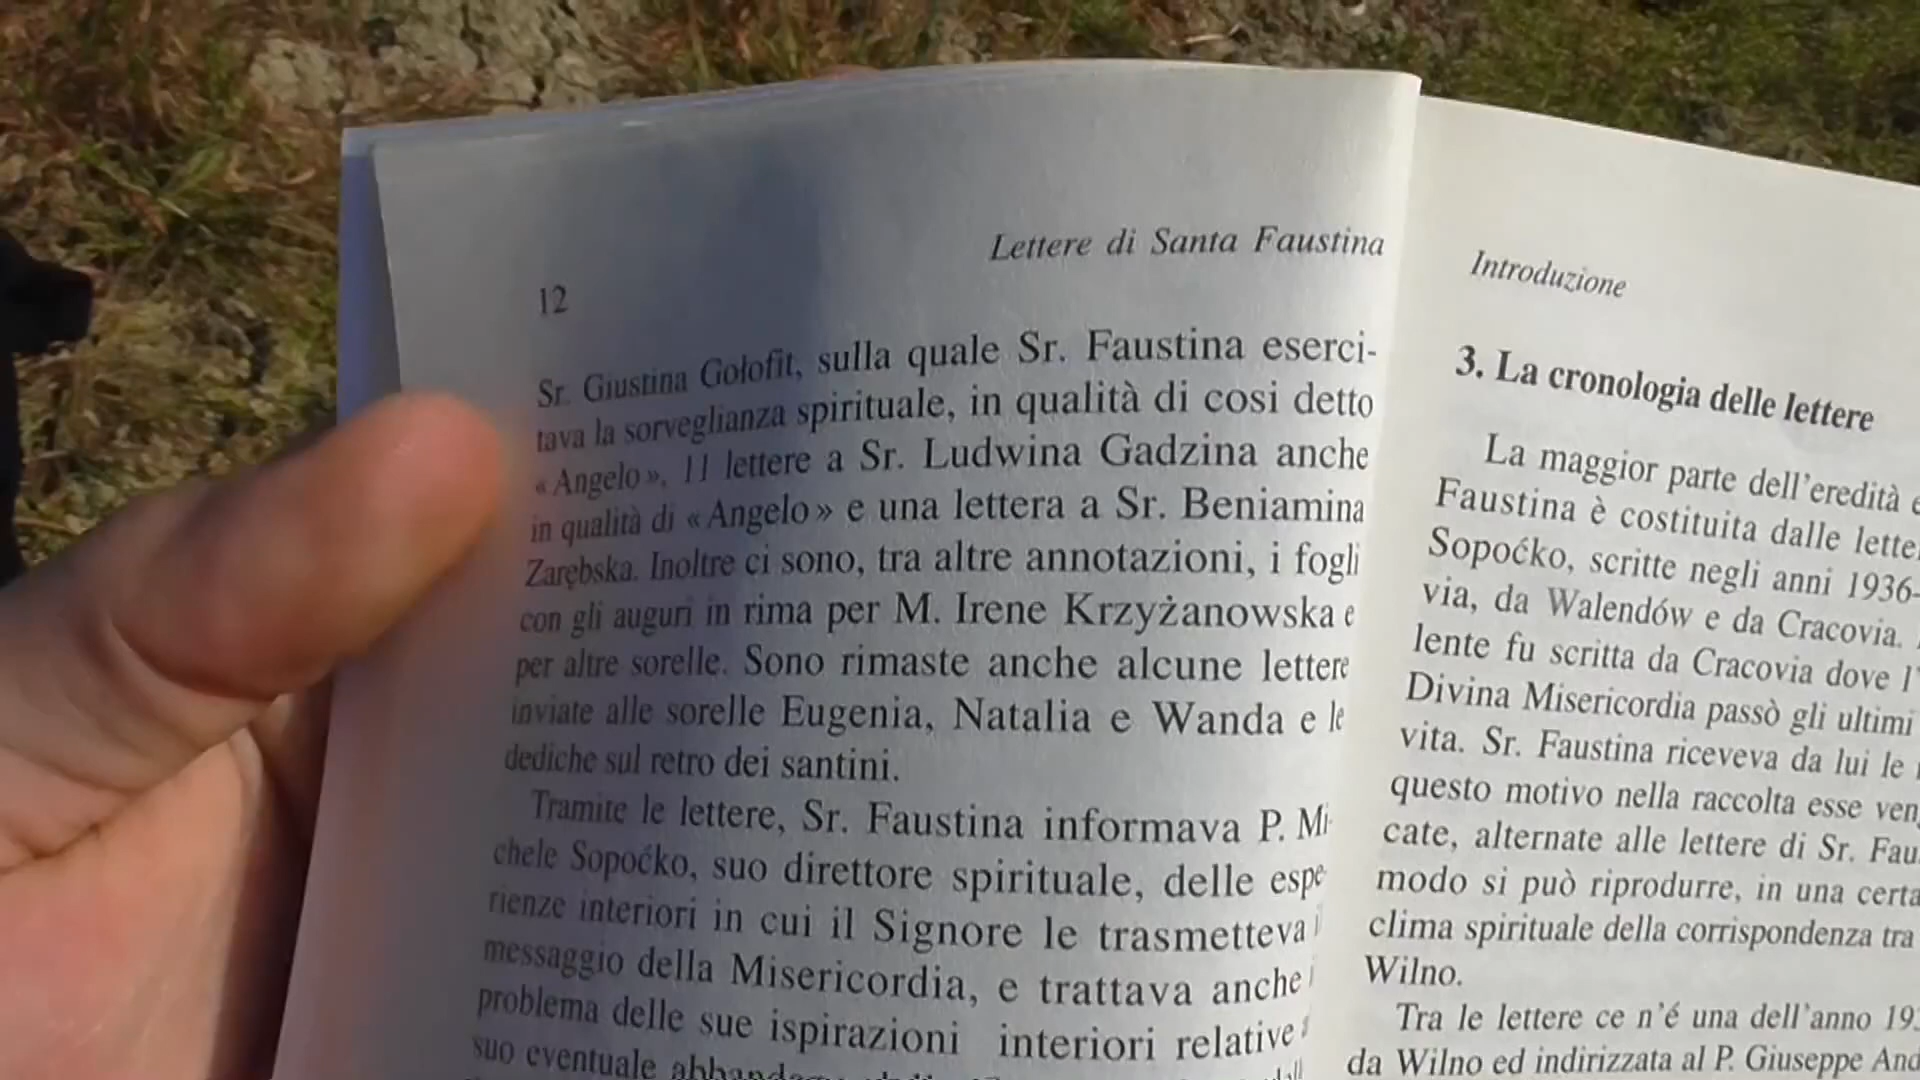 Lettere di Santa Faustina
12
Sr. Giustina Gołofit, sulla quale Sr. Faustina eserci-
tava la sorveglianza spirituale, in qualità di cosi detto
«Angelo», 11 lettere a Sr. Ludwina Gadzina anche
in qualità di «Angelo» e una lettera a Sr. Beniamina
Zarębska. Inoltre ci sono, tra altre annotazioni, i fogli
con gli auguri in rima per M. Irene Krzyżanowska e
per altre sorelle. Sono rimaste anche alcune lettere
inviate alle sorelle Eugenia, Natalia e Wanda e le
dediche sul retro dei santini.
Tramite le lettere, Sr. Faustina informava P. Mi-
chele Sopoćko, suo direttore spirituale, delle espe-
rienze interiori in cui il Signore le trasmetteva
messaggio della Misericordia, e trattava anche
problema delle sue ispirazioni interiori relative
suo eventuale
Introduzione
3. La cronologia delle lettere
La maggior parte dell'eredità
Faustina è costituita dalle
Sopoćko, scritte negli anni 1936-
via, da Walendów e da Cracovia.
lente fu scritta da Cracovia dove
Divina Misericordia passò gli ultimi
vita. Sr. Faustina riceveva da lui le
questo motivo nella raccolta esse
cate, alternate alle lettere di Sr.
modo si può riprodurre, in una certa
clima spirituale della corrispondenza tra
Wilno.
Tra le lettere ce n'é una dell'anno
da Wilno ed indirizzata al P. Giuseppe